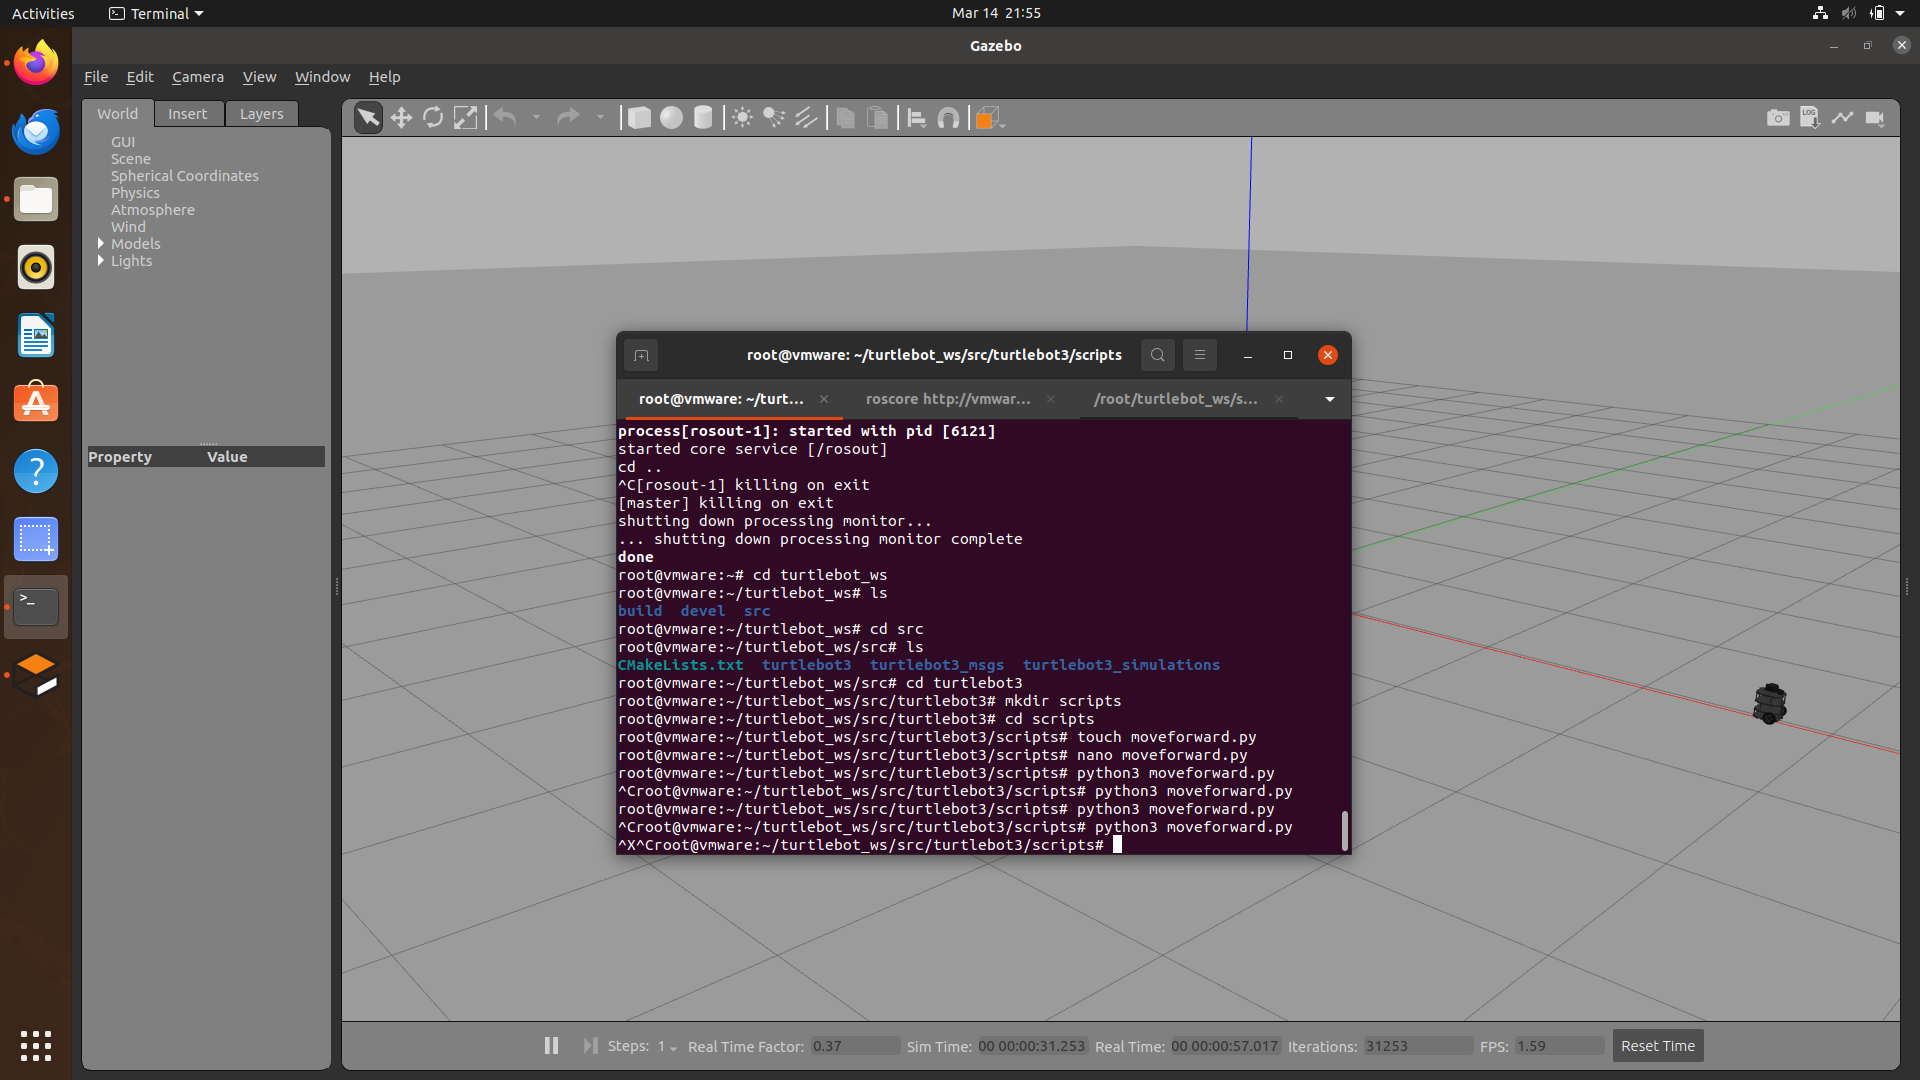 Activities
Terminal
Mar 14 21:55
Gazebo
File Edit Camera View Window Help
World Insert Layers
GUI
Scene
Spherical Coordinates
Physics
Atmosphere
Wind
Models
Lights
Property Value
LOG
root@vmware: ~/turtlebot_ws/src/turtlebot3/scripts
root@vmware: ~/turt... roscore http://vmwar... /root/turtlebot_ws/s...
process[rosout-1]: started with pid [6121]
started core service [/rosout]
cd ..
^C[rosout-1] killing on exit
[master] killing on exit
shutting down processing monitor...
... shutting down processing monitor complete
done
root@vmware:~# cd turtlebot_ws
root@vmware:~/turtlebot_ws# ls
build devel src
root@vmware:~/turtlebot_ws# cd src
root@vmware:~/turtlebot_ws/src# ls
CMakeLists.txt turtlebot3 turtlebot3_msgs turtlebot3_simulations
root@vmware:~/turtlebot_ws/src# cd turtlebot3
root@vmware:~/turtlebot_ws/src/turtlebot3# mkdir scripts
root@vmware:~/turtlebot_ws/src/turtlebot3# cd scripts
root@vmware:~/turtlebot_ws/src/turtlebot3/scripts# touch moveforward.py
root@vmware:~/turtlebot_ws/src/turtlebot3/scripts# nano moveforward.py
root@vmware:~/turtlebot_ws/src/turtlebot3/scripts# python3 moveforward.py
^Croot@vmware:~/turtlebot_ws/src/turtlebot3/scripts# python3 moveforward.py
root@vmware:~/turtlebot_ws/src/turtlebot3/scripts# python3 moveforward.py
^Croot@vmware:~/turtlebot_ws/src/turtlebot3/scripts# python3 moveforward.py
^X^Croot@vmware:~/turtlebot_ws/src/turtlebot3/scripts#
Steps: 1 Real Time Factor: 0.37 Sim Time: 00 00:00:31.253 Real Time: 00 00:00:57.017 Iterations: 31253 FPS: 1.59 Reset Time